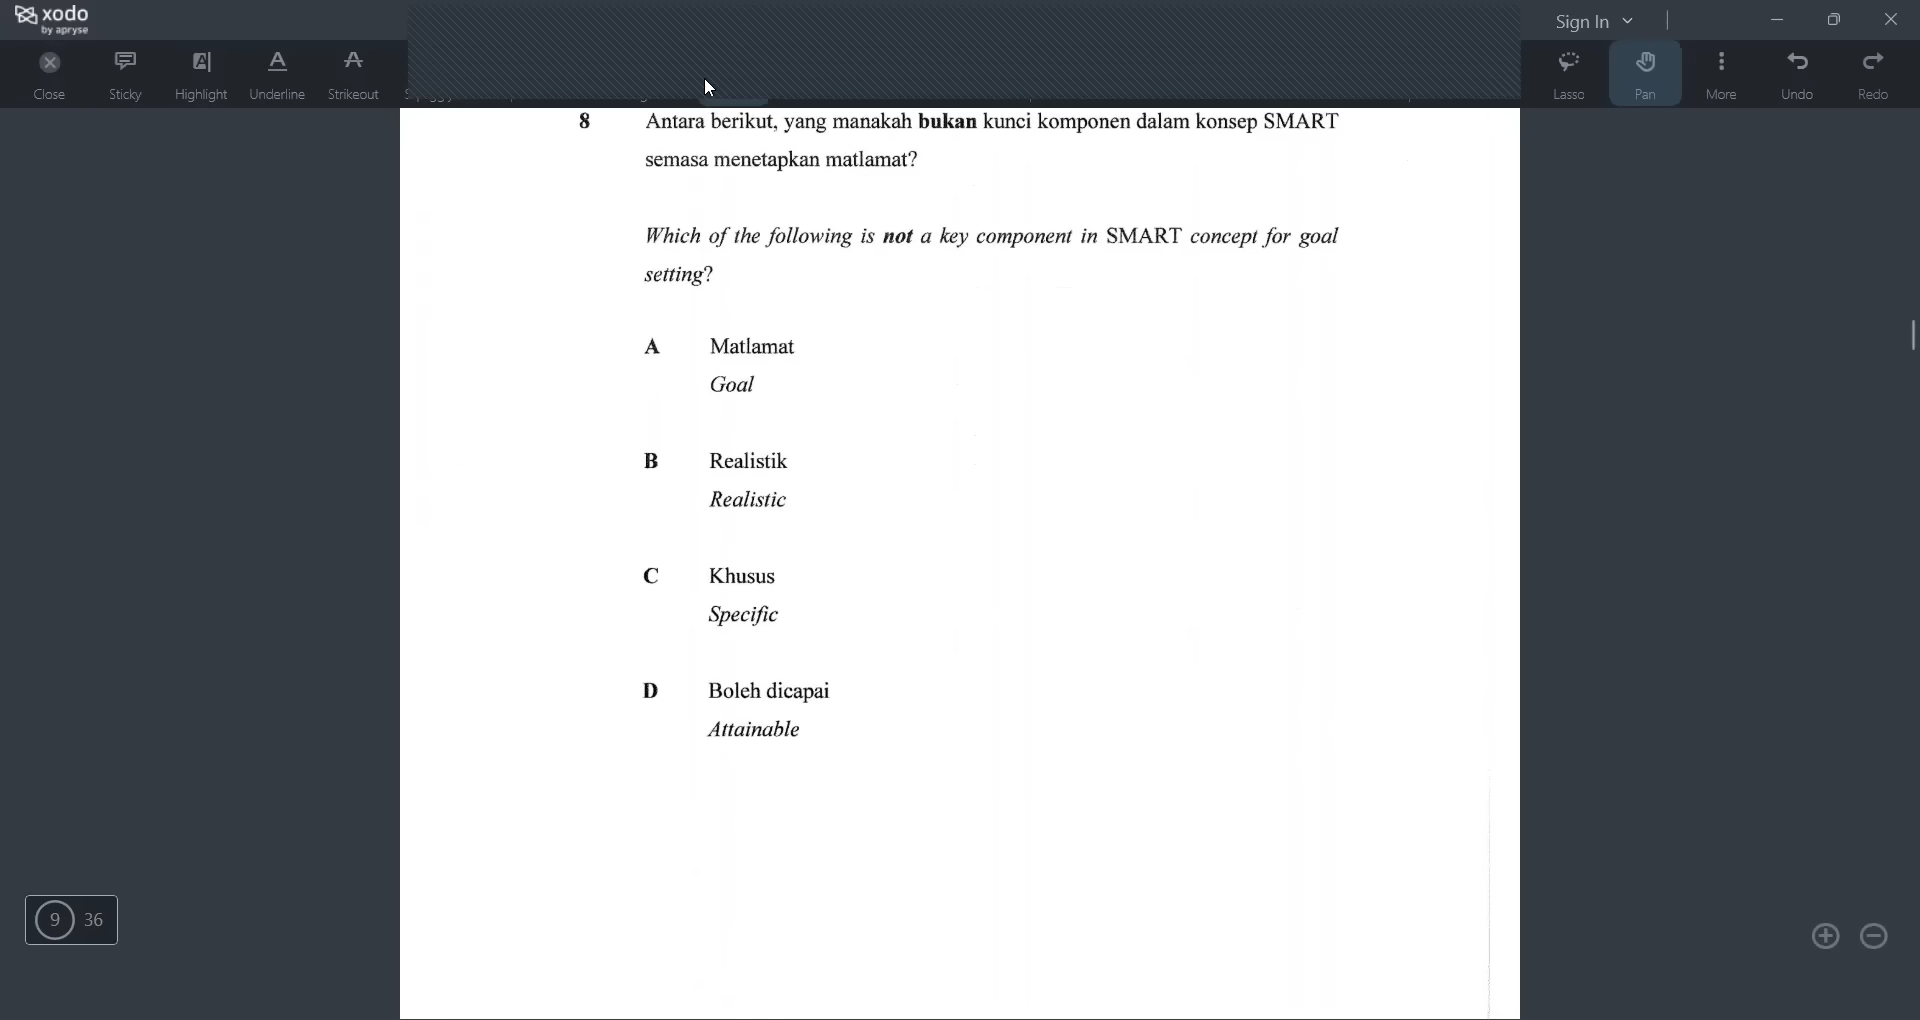 xodo
by apryse
Sign In
Close
Sticky
Highlight
Underline
Strikeout
Lasso
Pan
More
Undo
Redo
8 Antara berikut, yang manakah bukan kunci komponen dalam konsep SMART
semasa menetapkan matlamat?
Which of the following is not a key component in SMART concept for goal
setting?
A Matlamat
Goal
B Realistik
Realistic
C Khusus
Specific
D Boleh dicapai
Attainable
9 36